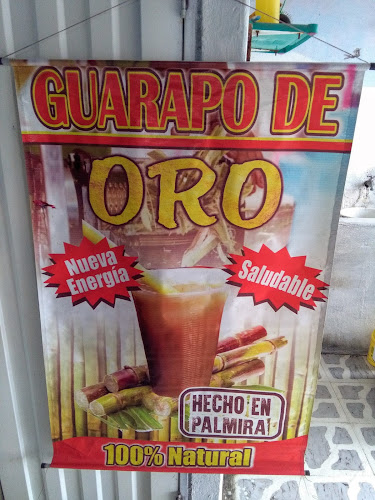 GUARAPO DE
ORO
Nueva
Energía
Saludable
HECHO EN
PALMIRA!
100% Natural